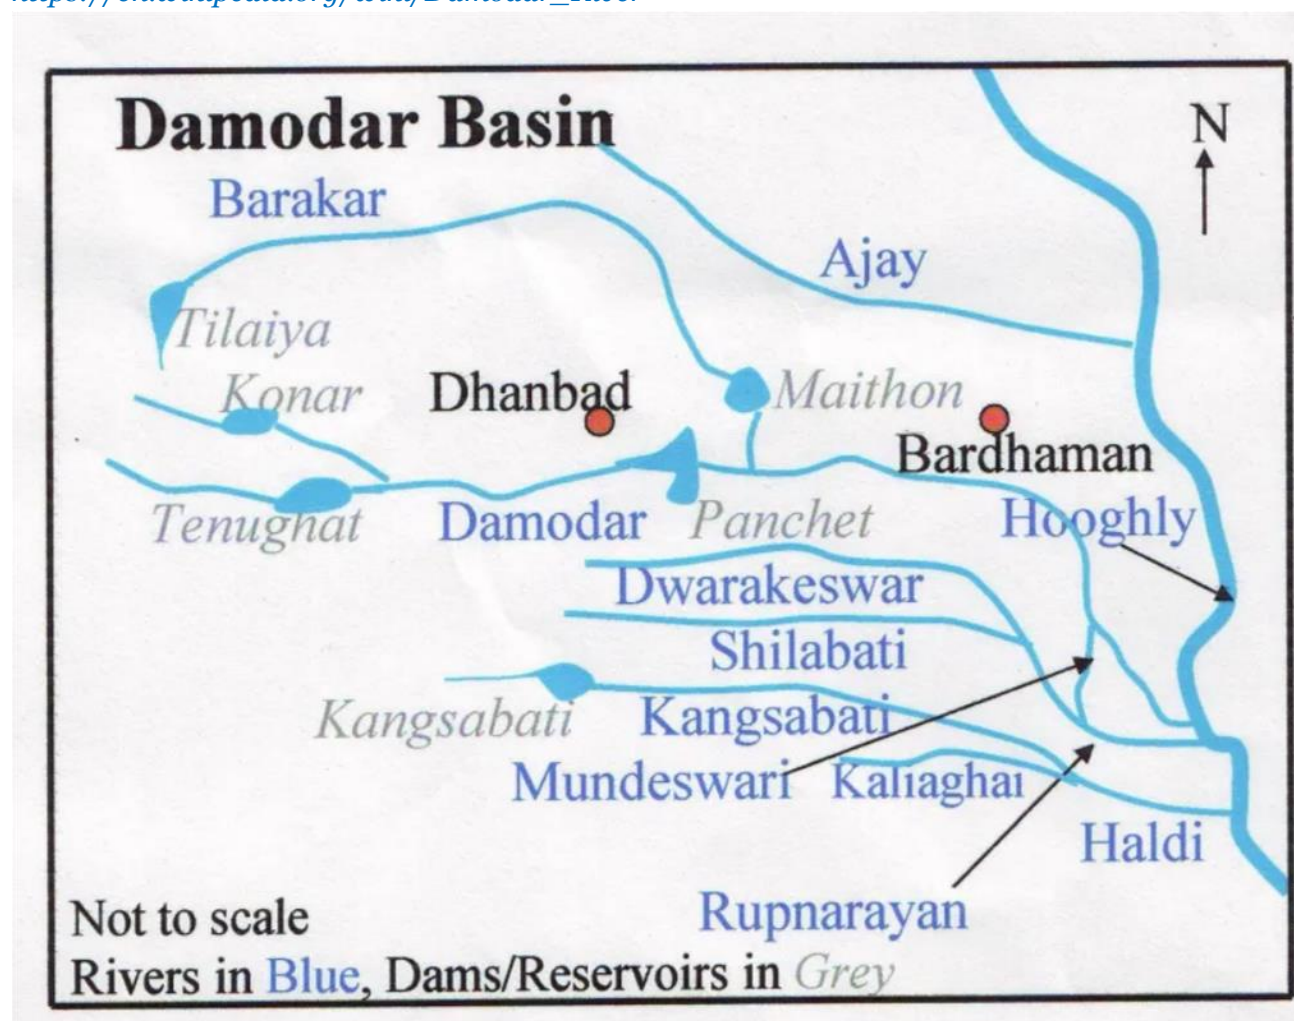 Damodar Basin
N
Barakar
Ajay
Tilaiya
Konar
Dhanbad
Maithon
Bardhaman
Tenughat
Damodar
Panchet
Hooghly
Dwarakeswar
Shilabati
Kangsabati
Kangsabati
Mundeswari
Kaliaghai
Haldi
Rupnarayan
Not to scale
Rivers in Blue, Dams/Reservoirs in Grey